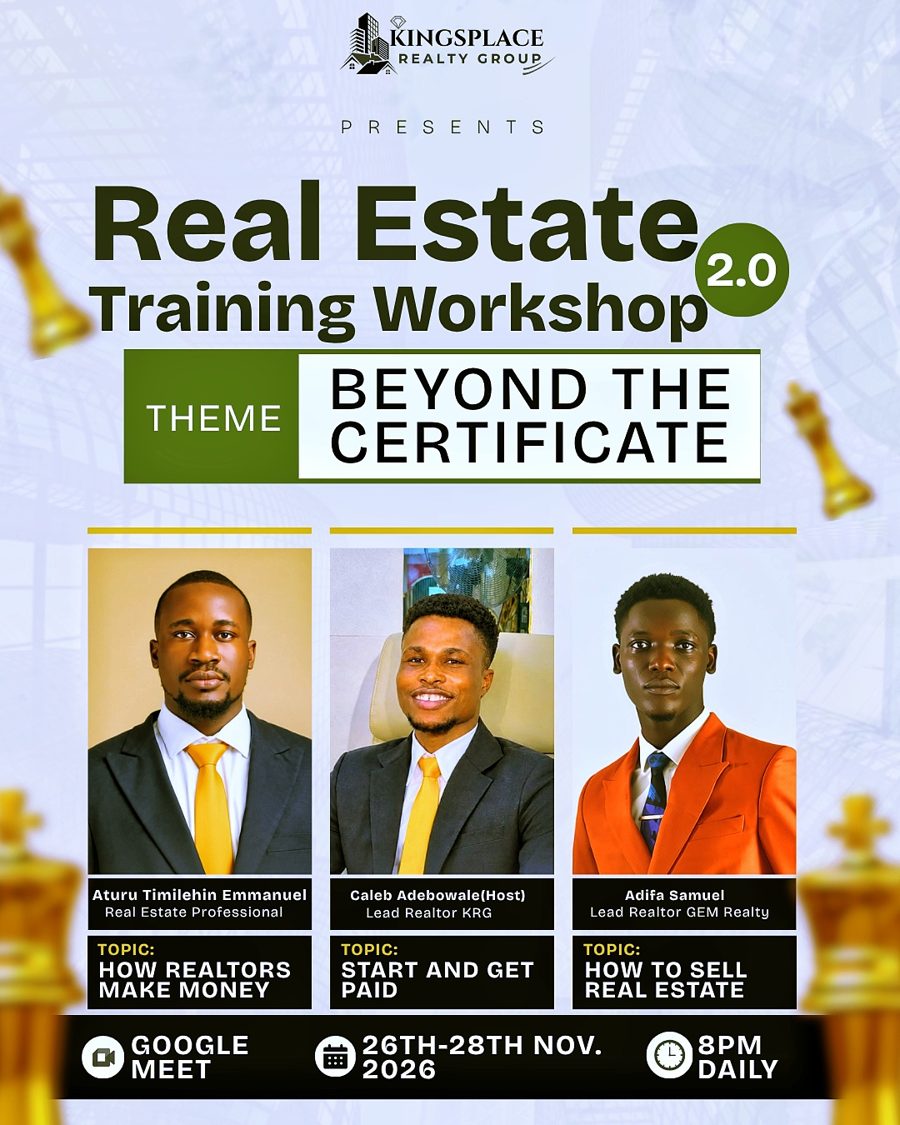 KINGSPLACE
REALTY GROUP
PRESENTS
Real Estate
2.0
Training Workshop
THEME
BEYOND THE
CERTIFICATE
Aturu Timilehin Emmanuel
Real Estate Professional
TOPIC:
HOW REALTORS
MAKE MONEY
Caleb Adebowale(Host)
Lead Realtor KRG
TOPIC:
START AND GET
PAID
Adifa Samuel
Lead Realtor GEM Realty
TOPIC:
HOW TO SELL
REAL ESTATE
GOOGLE
MEET
26TH-28TH NOV.
2026
8PM
DAILY